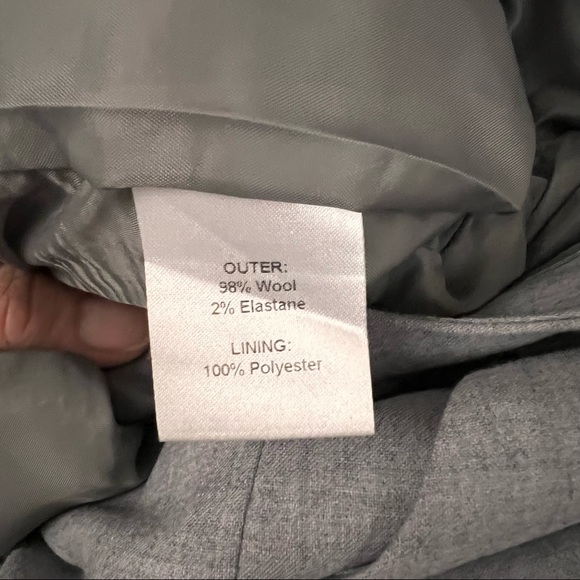 OUTER:
98% Wool
2% Elastane
LINING:
100% Polyester